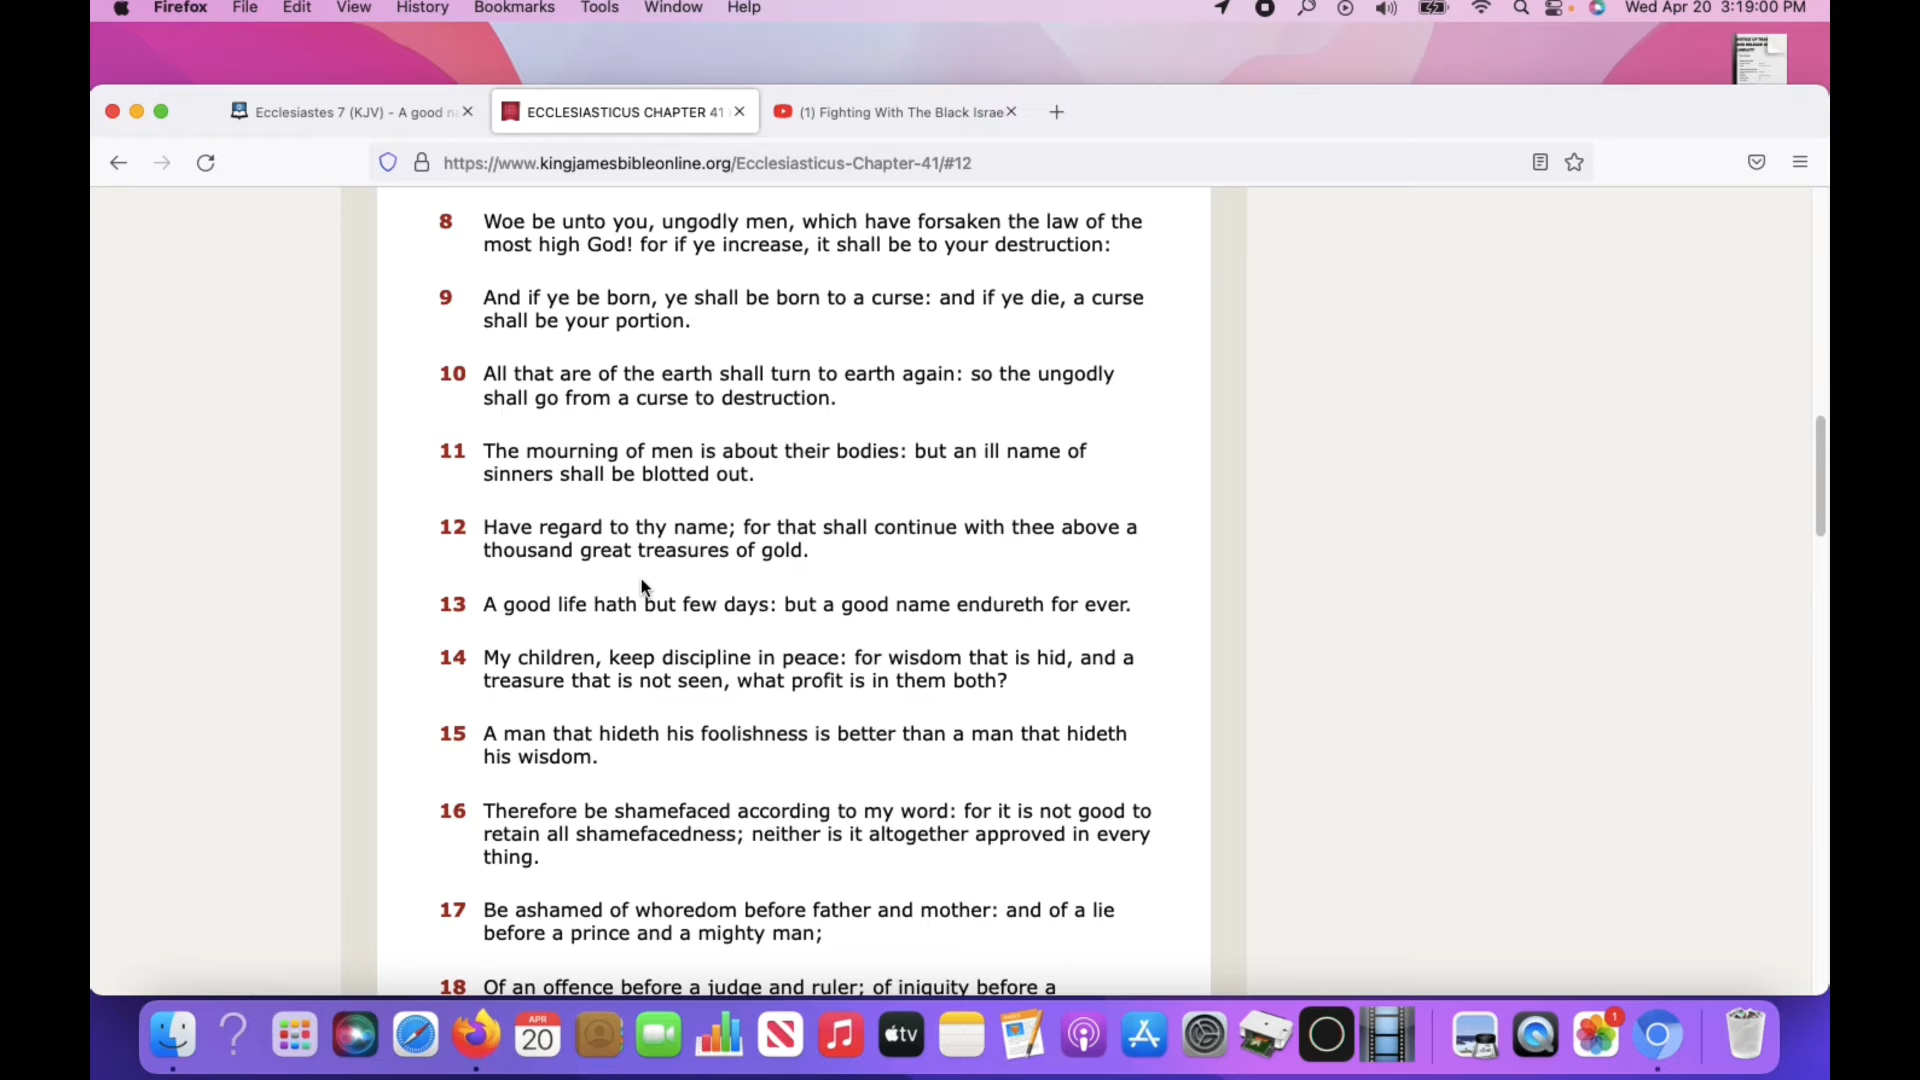 Firefox File Edit View History Bookmarks Tools Window Help Wed Apr 20 3:19:00 PM
Ecclesiastes 7 (KJV) - A good n
ECCLESIASTICUS CHAPTER 41
(1) Fighting With The Black Israe
https://www.kingjamesbibleonline.org/Ecclesiasticus-Chapter-41/#12
8 Woe be unto you, ungodly men, which have forsaken the law of the
most high God! for if ye increase, it shall be to your destruction:
9 And if ye be born, ye shall be born to a curse: and if ye die, a curse
shall be your portion.
10 All that are of the earth shall turn to earth again: so the ungodly
shall go from a curse to destruction.
11 The mourning of men is about their bodies: but an ill name of
sinners shall be blotted out.
12 Have regard to thy name; for that shall continue with thee above a
thousand great treasures of gold.
13 A good life hath but few days: but a good name endureth for ever.
14 My children, keep discipline in peace: for wisdom that is hid, and a
treasure that is not seen, what profit is in them both?
15 A man that hideth his foolishness is better than a man that hideth
his wisdom.
16 Therefore be shamefaced according to my word: for it is not good to
retain all shamefacedness; neither is it altogether approved in every
thing.
17 Be ashamed of whoredom before father and mother: and of a lie
before a prince and a mighty man;
18 Of an offence before a judge and ruler; of iniquity before a
APR
20
tv
1